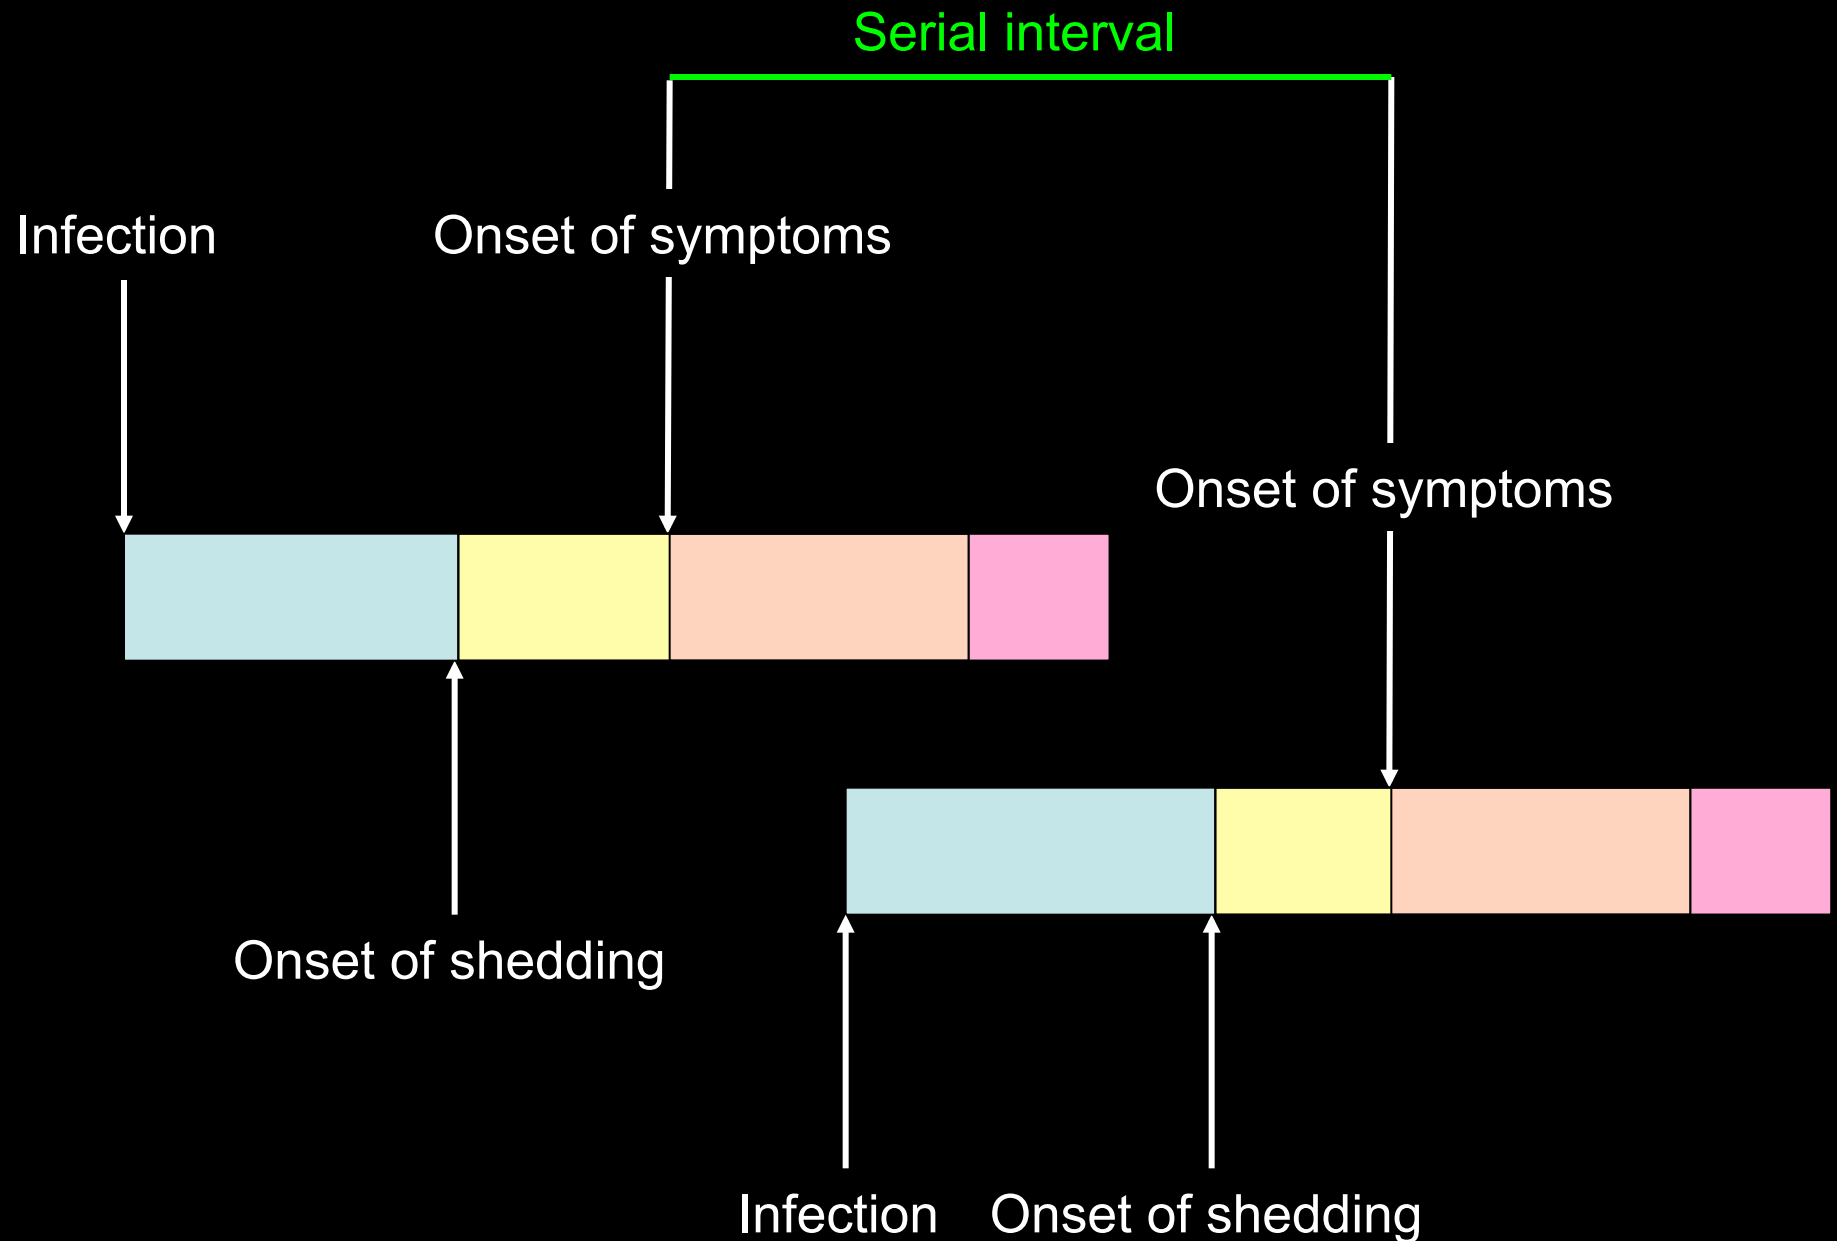 Serial interval
Infection
Onset of symptoms
Onset of symptoms
Onset of shedding
Infection
Onset of shedding